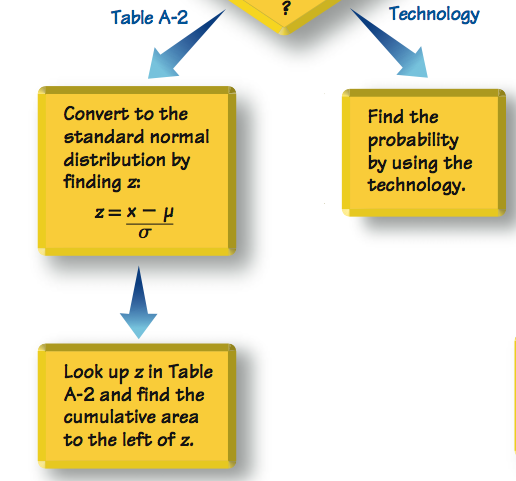 ?
Table A-2
Technology
Convert to the
standard normal
distribution by
finding z:
z = x − μ
σ
Find the
probability
by using the
technology.
Look up z in Table
A-2 and find the
cumulative area
to the left of z.